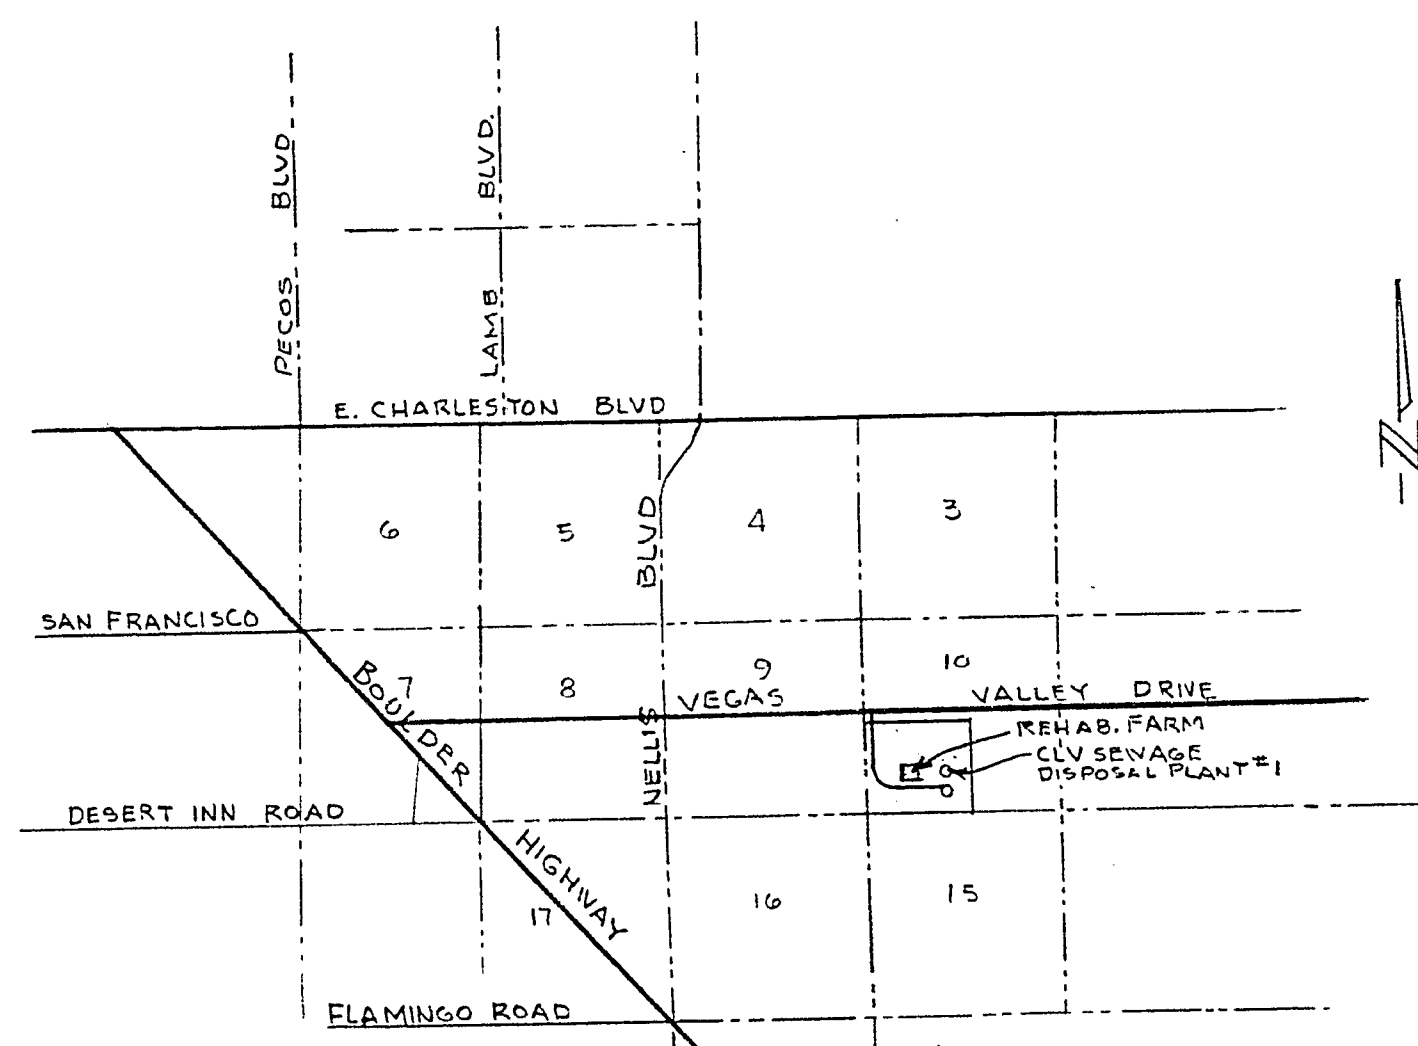 PECOS BLVD.
LAMB BLVD.
E. CHARLESTON BLVD
N
6
5
4
3
NELLIS BLVD
SAN FRANCISCO
BOULDER HIGHWAY
7
8
9
10
VEGAS VALLEY DRIVE
REHAB. FARM
CLV SEWAGE
DISPOSAL PLANT #1
DESERT INN ROAD
17
16
15
FLAMINGO ROAD